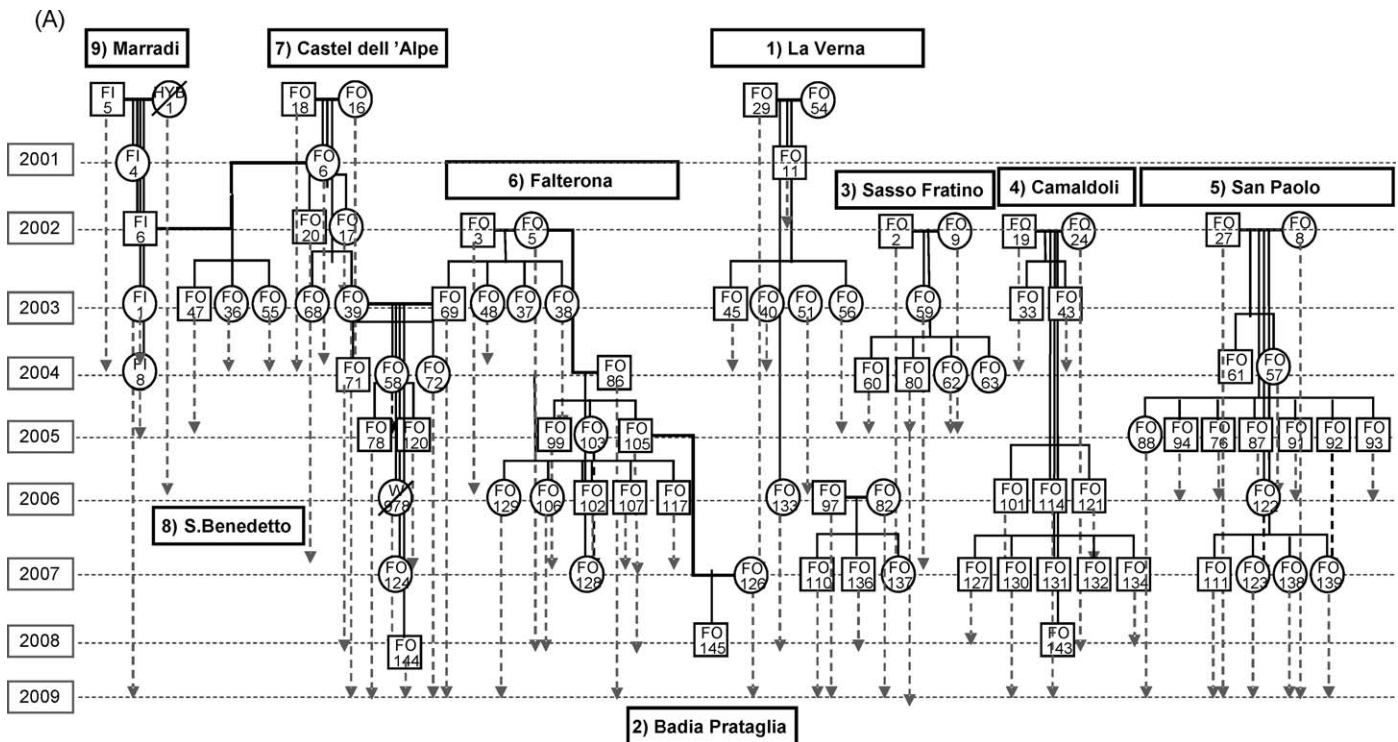 (A)
9) Marradi
7) Castel dell 'Alpe
1) La Verna
FI 5
HYB 1
FO 18
FO 16
FO 29
FO 54
2001
FI 4
FO 6
FO 11
6) Falterona
3) Sasso Fratino
4) Camaldoli
5) San Paolo
2002
FI 6
FO 20
FO 17
FO 3
FO 5
FO 2
FO 9
FO 19
FO 24
FO 27
FO 8
2003
FI 1
FO 47
FO 36
FO 55
FO 68
FO 39
FO 69
FO 48
FO 37
FO 38
FO 45
FO 40
FO 51
FO 56
FO 59
FO 33
FO 43
2004
FI 8
FO 71
FO 58
FO 72
FO 86
FO 60
FO 80
FO 62
FO 63
FO 61
FO 57
2005
FO 78
FO 120
FO 99
FO 103
FO 105
FO 88
FO 94
FO 76
FO 87
FO 91
FO 92
FO 93
2006
8) S.Benedetto
W 678
FO 129
FO 106
FO 102
FO 107
FO 117
FO 133
FO 97
FO 82
FO 101
FO 114
FO 121
FO 122
2007
FO 124
FO 128
FO 126
FO 110
FO 136
FO 137
FO 127
FO 130
FO 131
FO 132
FO 134
FO 111
FO 123
FO 138
FO 139
2008
FO 144
FO 145
FO 143
2009
2) Badia Prataglia